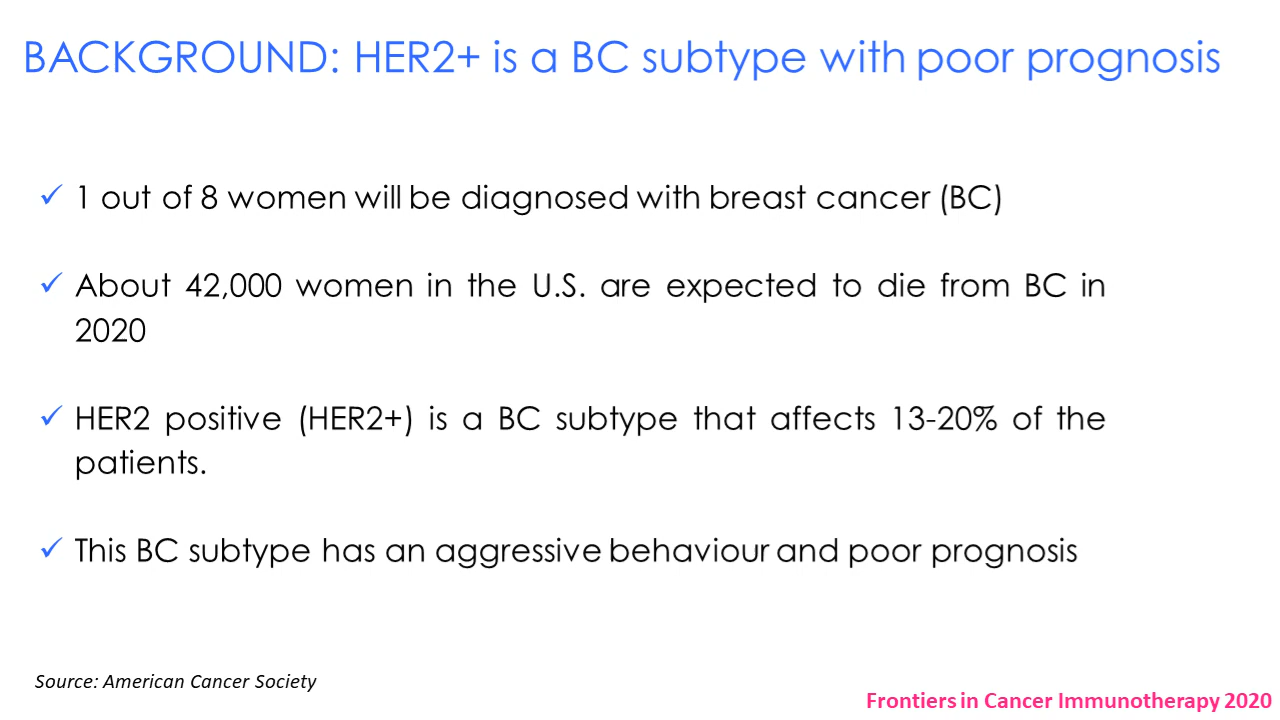 BACKGROUND: HER2+ is a BC subtype with poor prognosis
✓ 1 out of 8 women will be diagnosed with breast cancer (BC)
✓ About 42,000 women in the U.S. are expected to die from BC in
2020
✓ HER2 positive (HER2+) is a BC subtype that affects 13-20% of the
patients.
✓ This BC subtype has an aggressive behaviour and poor prognosis
Source: American Cancer Society
Frontiers in Cancer Immunotherapy 2020